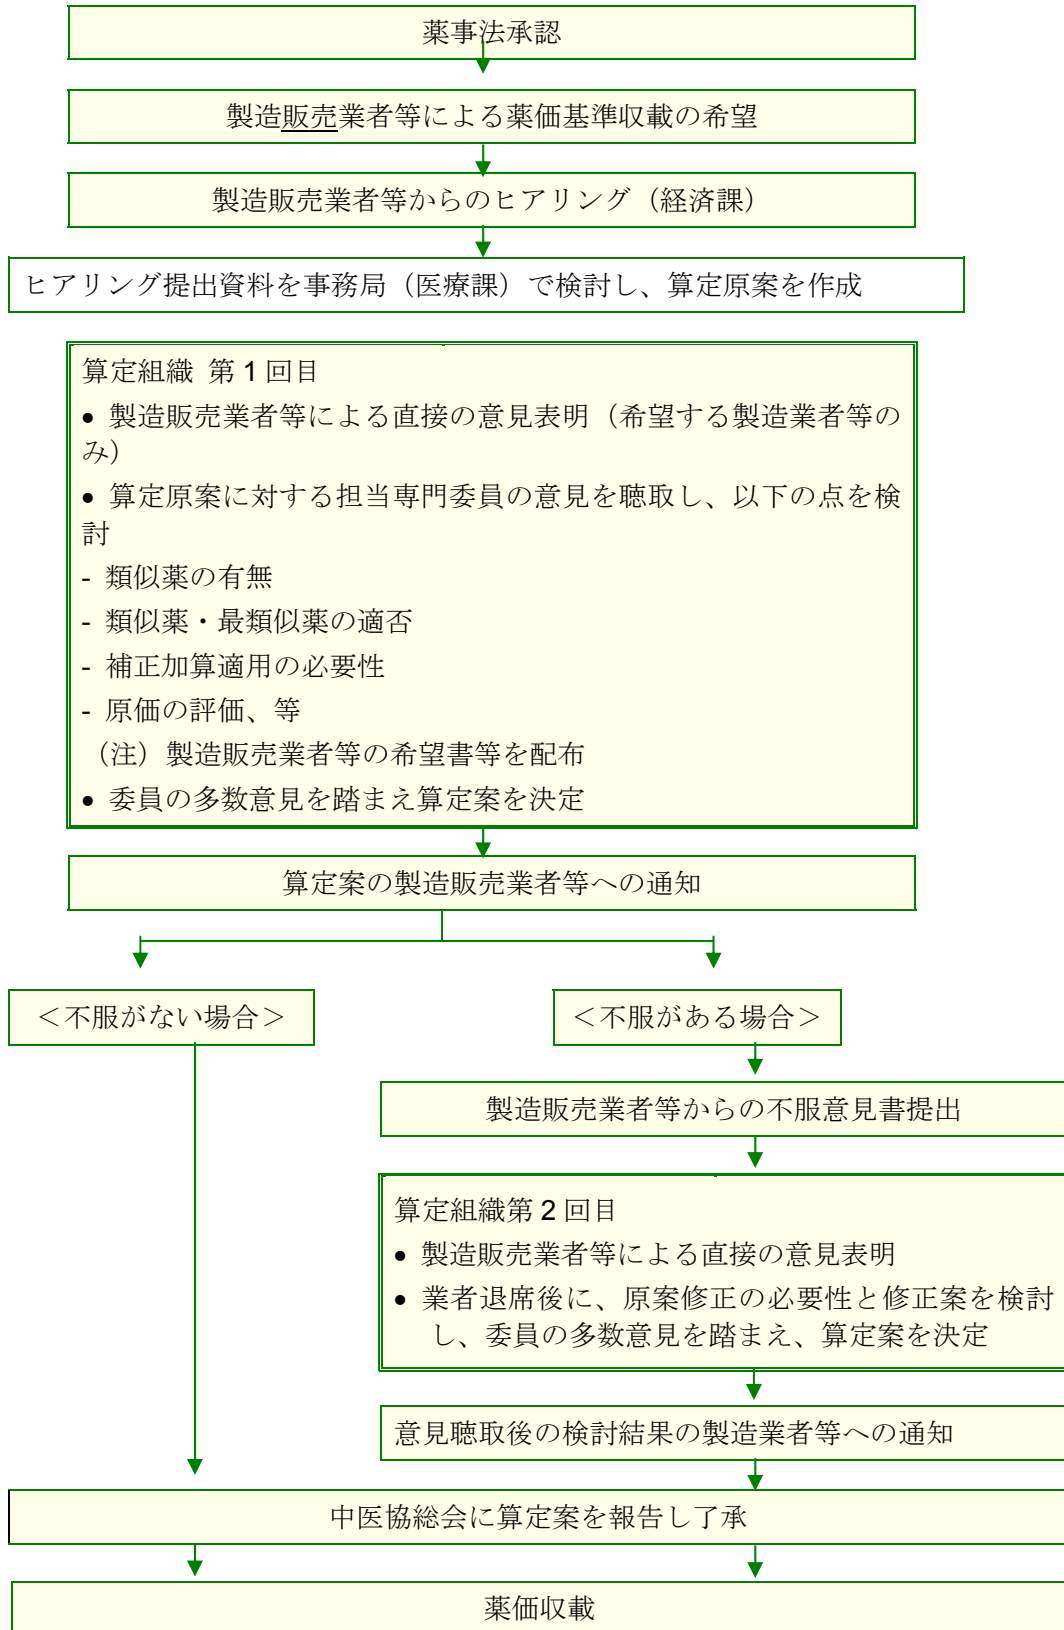 薬事法承認
製造販売業者等による薬価基準収載の希望
製造販売業者等からのヒアリング（経済課）
ヒアリング提出資料を事務局（医療課）で検討し、算定原案を作成
算定組織 第1回目
• 製造販売業者等による直接の意見表明（希望する製造業者等の
み）
• 算定原案に対する担当専門委員の意見を聴取し、以下の点を検
討
- 類似薬の有無
- 類似薬・最類似薬の適否
- 補正加算適用の必要性
- 原価の評価、等
（注）製造販売業者等の希望書等を配布
• 委員の多数意見を踏まえ算定案を決定
算定案の製造販売業者等への通知
＜不服がない場合＞
＜不服がある場合＞
製造販売業者等からの不服意見書提出
算定組織第2回目
• 製造販売業者等による直接の意見表明
• 業者退席後に、原案修正の必要性と修正案を検討
し、委員の多数意見を踏まえ、算定案を決定
意見聴取後の検討結果の製造業者等への通知
中医協総会に算定案を報告し了承
薬価収載